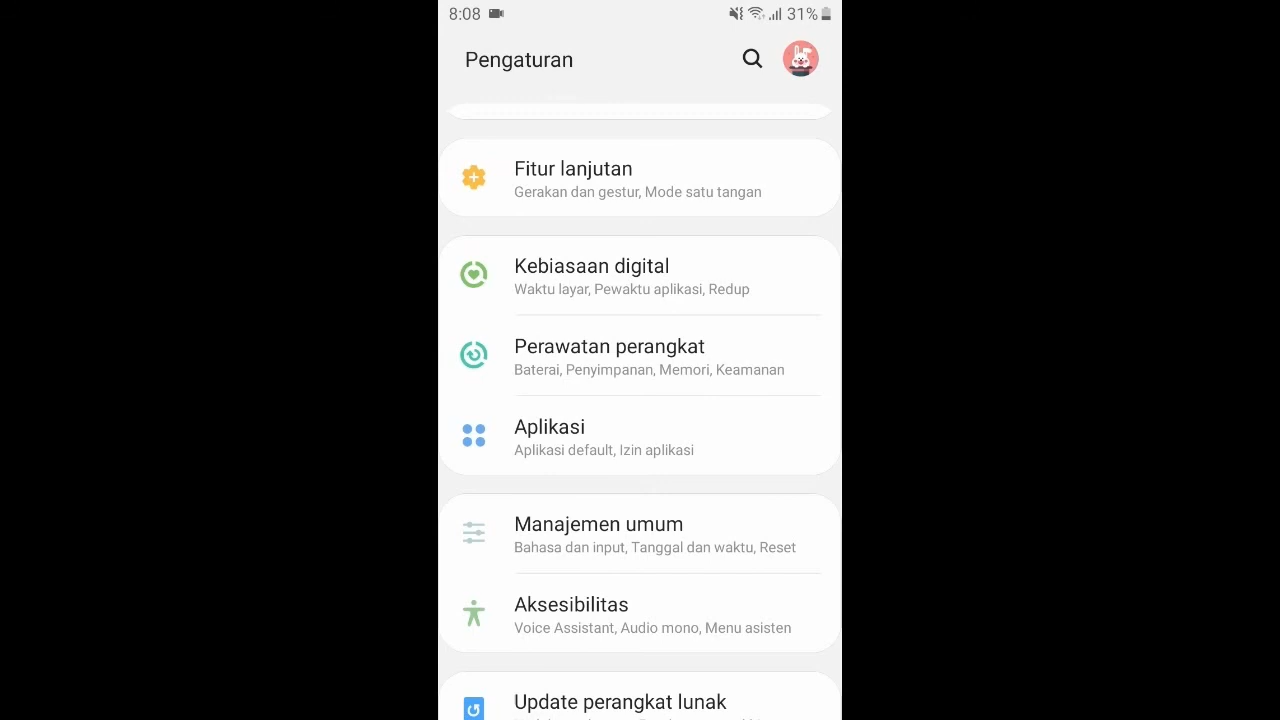 8:08 31%
Pengaturan
Fitur lanjutan
Gerakan dan gestur, Mode satu tangan
Kebiasaan digital
Waktu layar, Pewaktu aplikasi, Redup
Perawatan perangkat
Baterai, Penyimpanan, Memori, Keamanan
Aplikasi
Aplikasi default, Izin aplikasi
Manajemen umum
Bahasa dan input, Tanggal dan waktu, Reset
Aksesibilitas
Voice Assistant, Audio mono, Menu asisten
Update perangkat lunak